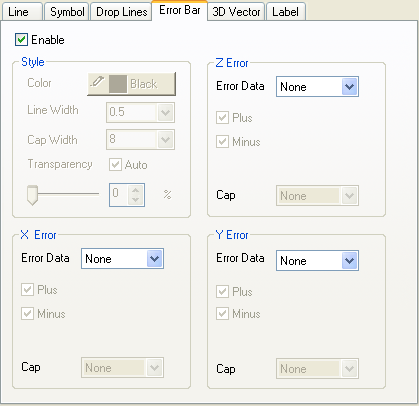 Line Symbol Drop Lines Error Bar 3D Vector Label
Enable
Style
Color Black
Line Width 0.5
Cap Width 8
Transparency Auto
0 %
Z Error
Error Data None
Plus
Minus
Cap None
X Error
Error Data None
Plus
Minus
Cap None
Y Error
Error Data None
Plus
Minus
Cap None